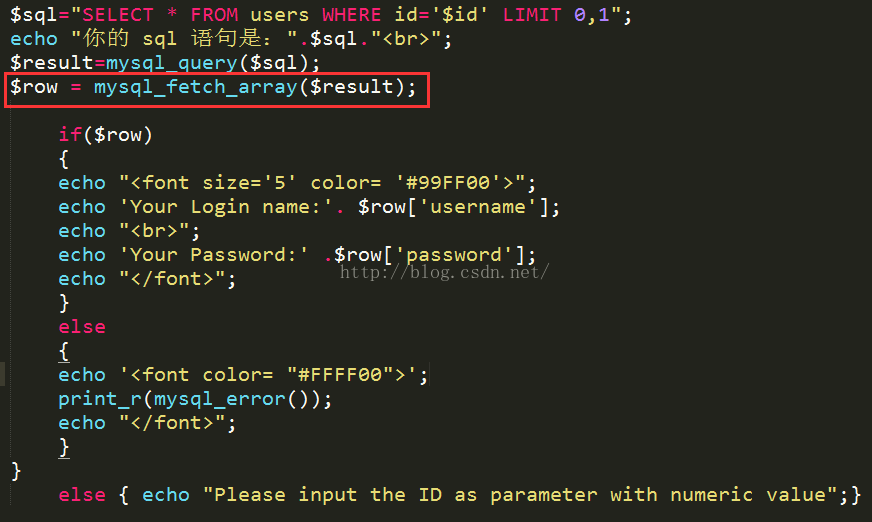 $sql="SELECT * FROM users WHERE id='$id' LIMIT 0,1";
echo "你的 sql 语句是：".$sql."<br>";
$result=mysql_query($sql);
$row = mysql_fetch_array($result);
if($row)
{
echo "<font size='5' color= '#99FF00'>";
echo 'Your Login name:'. $row['username'];
echo "<br>";
echo 'Your Password:' .$row['password'];
http://blog.csdn.net/
echo "</font>";
}
else
{
echo '<font color= "#FFFF00">';
print_r(mysql_error());
echo "</font>";
}
}
else { echo "Please input the ID as parameter with numeric value";}